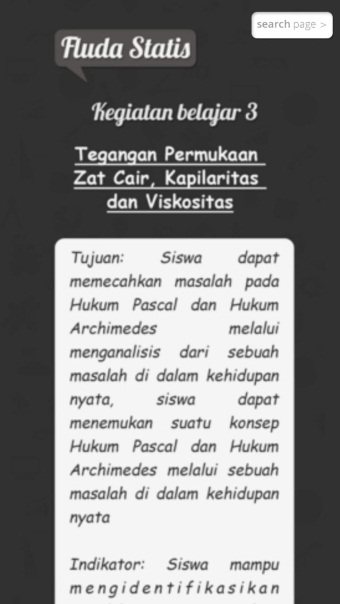 search page >
Fluda Statis
Kegiatan belajar 3
Tegangan Permukaan
Zat Cair, Kapilaritas
dan Viskositas
Tujuan: Siswa dapat
memecahkan masalah pada
Hukum Pascal dan Hukum
Archimedes melalui
menganalisis dari sebuah
masalah di dalam kehidupan
nyata, siswa dapat
menemukan suatu konsep
Hukum Pascal dan Hukum
Archimedes melalui sebuah
masalah di dalam kehidupan
nyata
Indikator: Siswa mampu
mengidentifikasikan